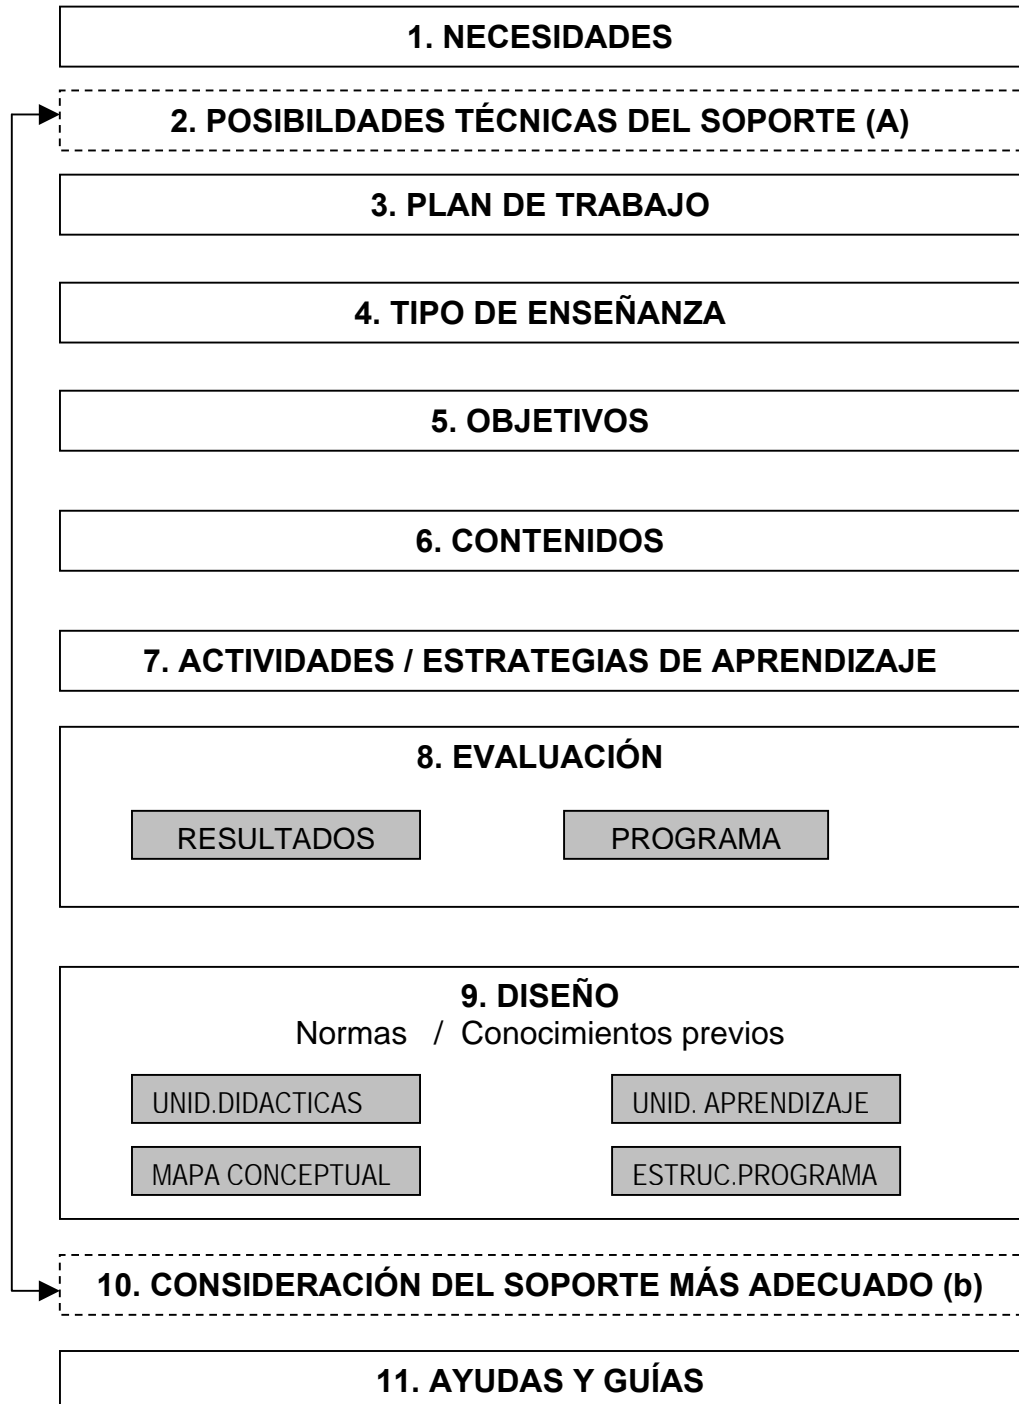 1. NECESIDADES
2. POSIBILDADES TÉCNICAS DEL SOPORTE (A)
3. PLAN DE TRABAJO
4. TIPO DE ENSEÑANZA
5. OBJETIVOS
6. CONTENIDOS
7. ACTIVIDADES / ESTRATEGIAS DE APRENDIZAJE
8. EVALUACIÓN
RESULTADOS PROGRAMA
9. DISEÑO
Normas / Conocimientos previos
UNID.DIDACTICAS UNID. APRENDIZAJE
MAPA CONCEPTUAL ESTRUC.PROGRAMA
10. CONSIDERACIÓN DEL SOPORTE MÁS ADECUADO (b)
11. AYUDAS Y GUÍAS